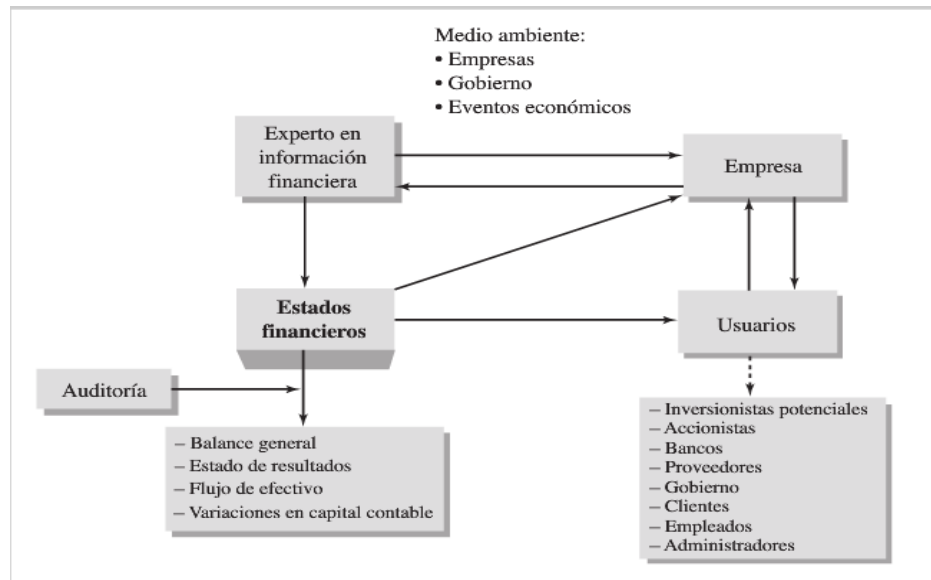 Medio ambiente:
• Empresas
• Gobierno
• Eventos económicos
Experto en
información
financiera
Empresa
Estados
financieros
Usuarios
Auditoría
– Balance general
– Estado de resultados
– Flujo de efectivo
– Variaciones en capital contable
– Inversionistas potenciales
– Accionistas
– Bancos
– Proveedores
– Gobierno
– Clientes
– Empleados
– Administradores